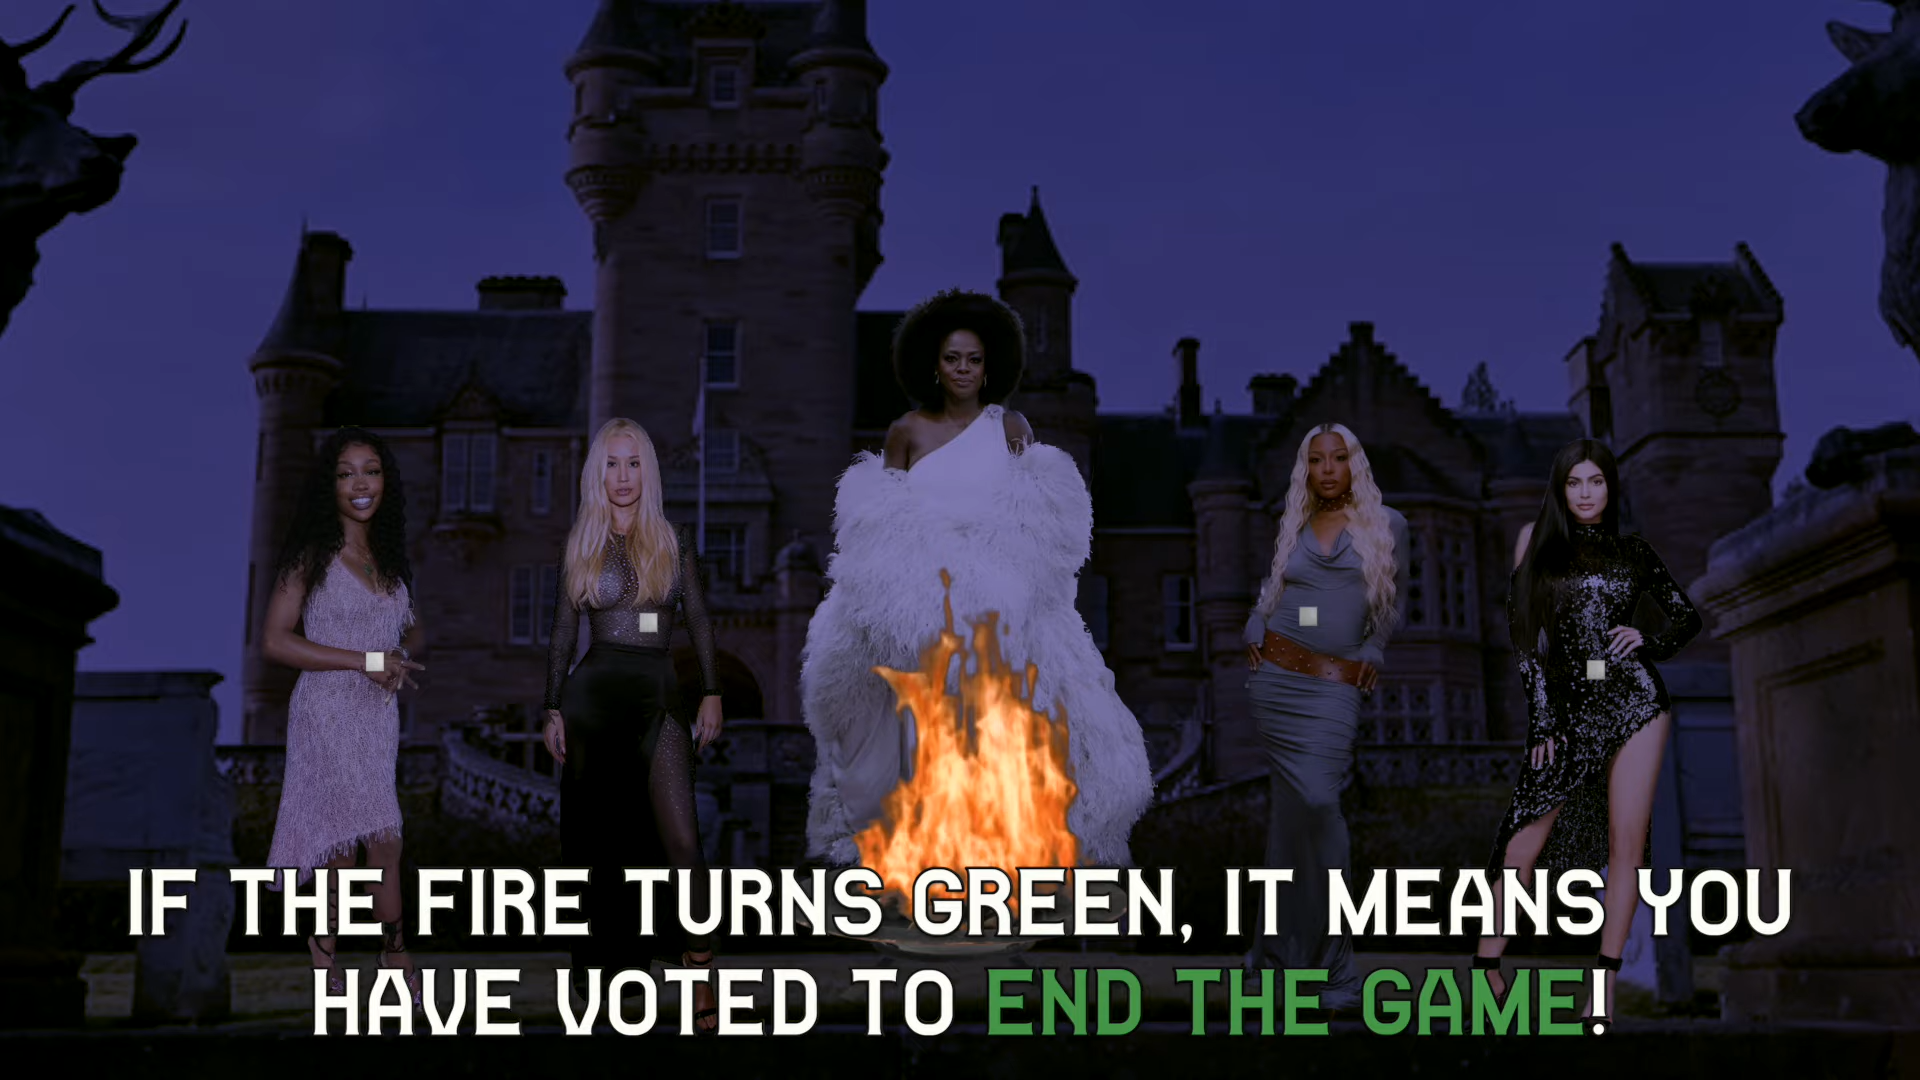 IF THE FIRE TURNS GREEN, IT MEANS YOU
HAVE VOTED TO END THE GAME!